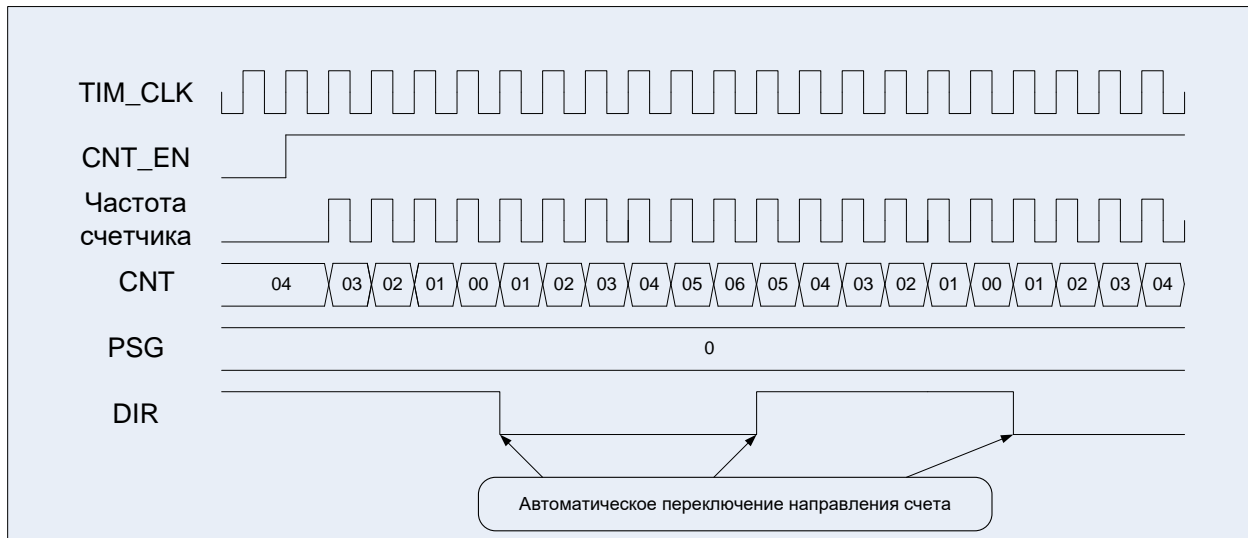 TIM_CLK
CNT_EN
Частота
счетчика
CNT
04 03 02 01 00 01 02 03 04 05 06 05 04 03 02 01 00 01 02 03 04
PSG
0
DIR
Автоматическое переключение направления счета